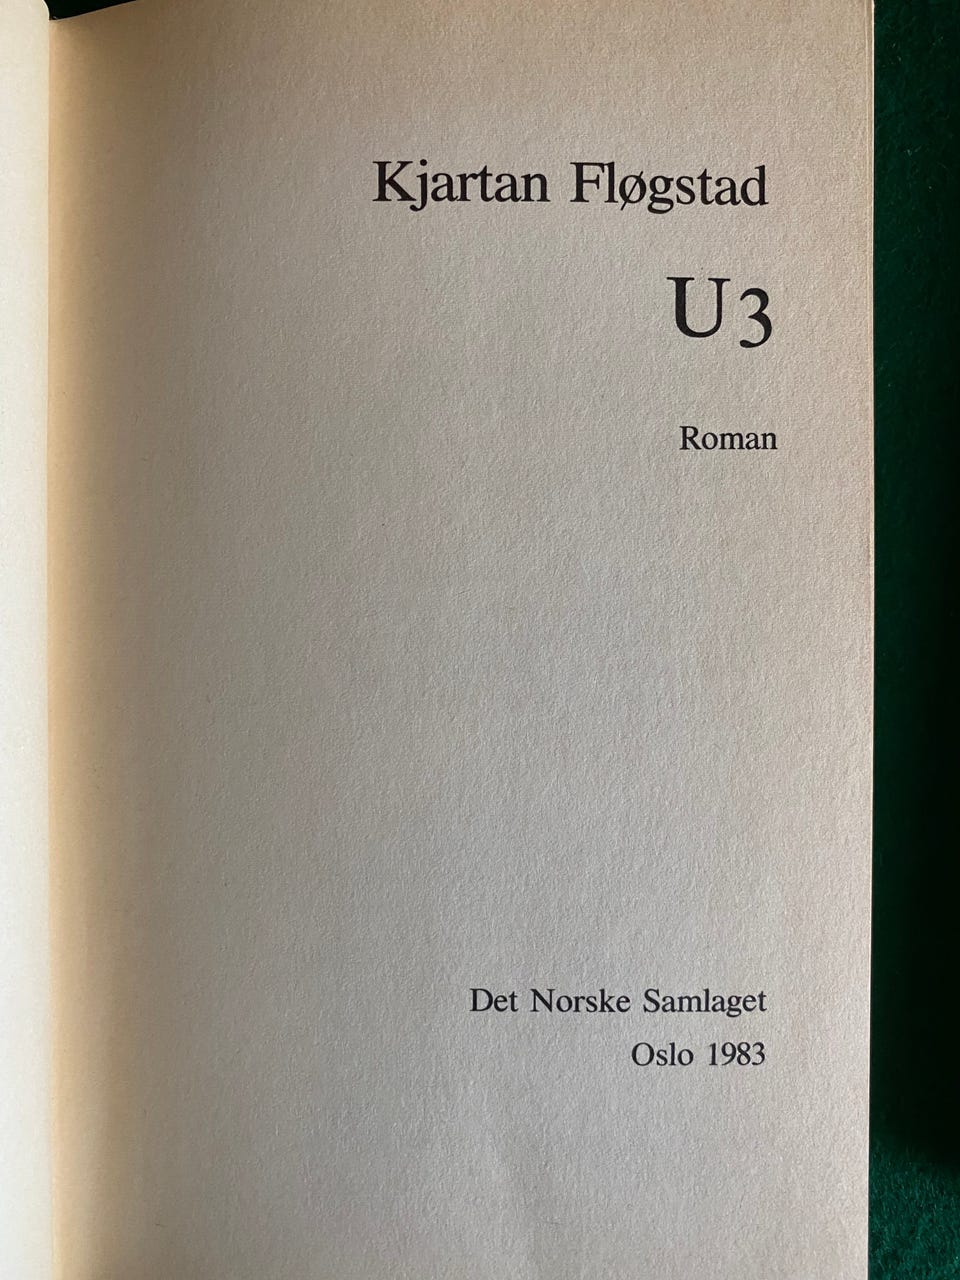 Kjartan Fløgstad
U3
Roman
Det Norske Samlaget
Oslo 1983